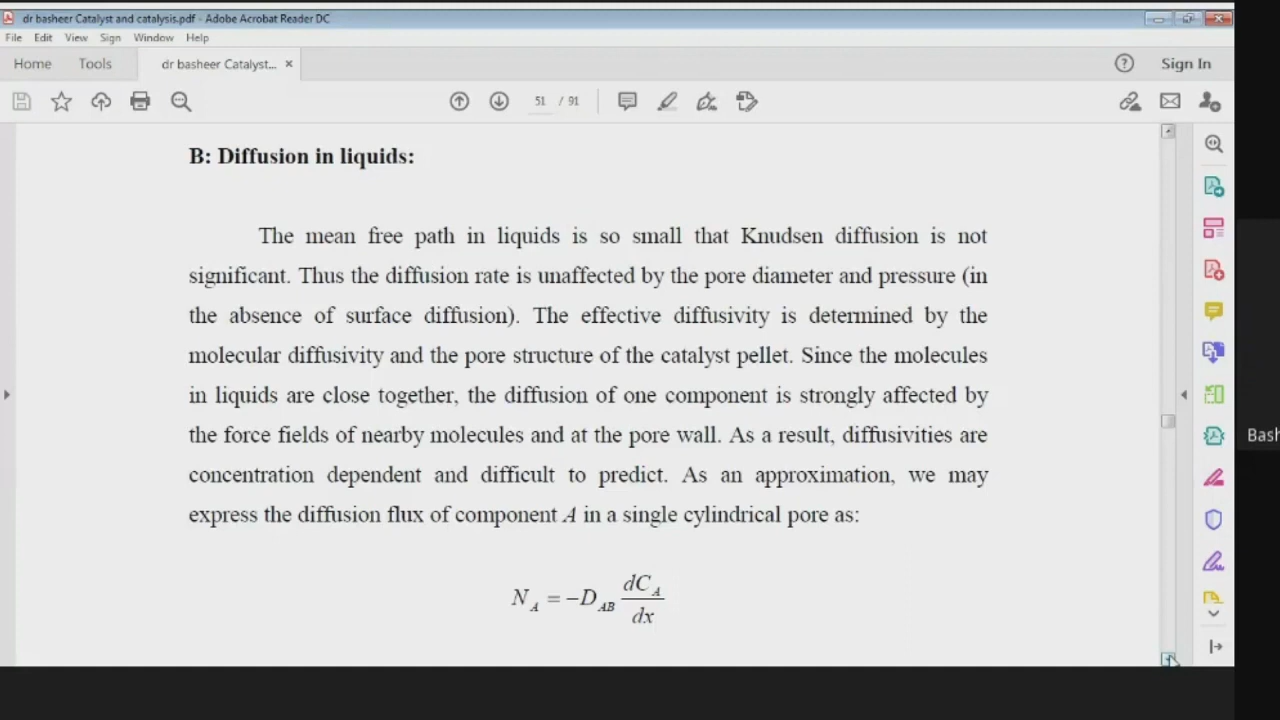 dr basheer Catalyst and catalysis.pdf - Adobe Acrobat Reader DC
File Edit View Sign Window Help
Home Tools dr basheer Catalyst... × Sign In
51 / 91
B: Diffusion in liquids:
The mean free path in liquids is so small that Knudsen diffusion is not
significant. Thus the diffusion rate is unaffected by the pore diameter and pressure (in
the absence of surface diffusion). The effective diffusivity is determined by the
molecular diffusivity and the pore structure of the catalyst pellet. Since the molecules
in liquids are close together, the diffusion of one component is strongly affected by
the force fields of nearby molecules and at the pore wall. As a result, diffusivities are
concentration dependent and difficult to predict. As an approximation, we may
express the diffusion flux of component A in a single cylindrical pore as:
N_A = -D_AB dC_A/dx
Bash